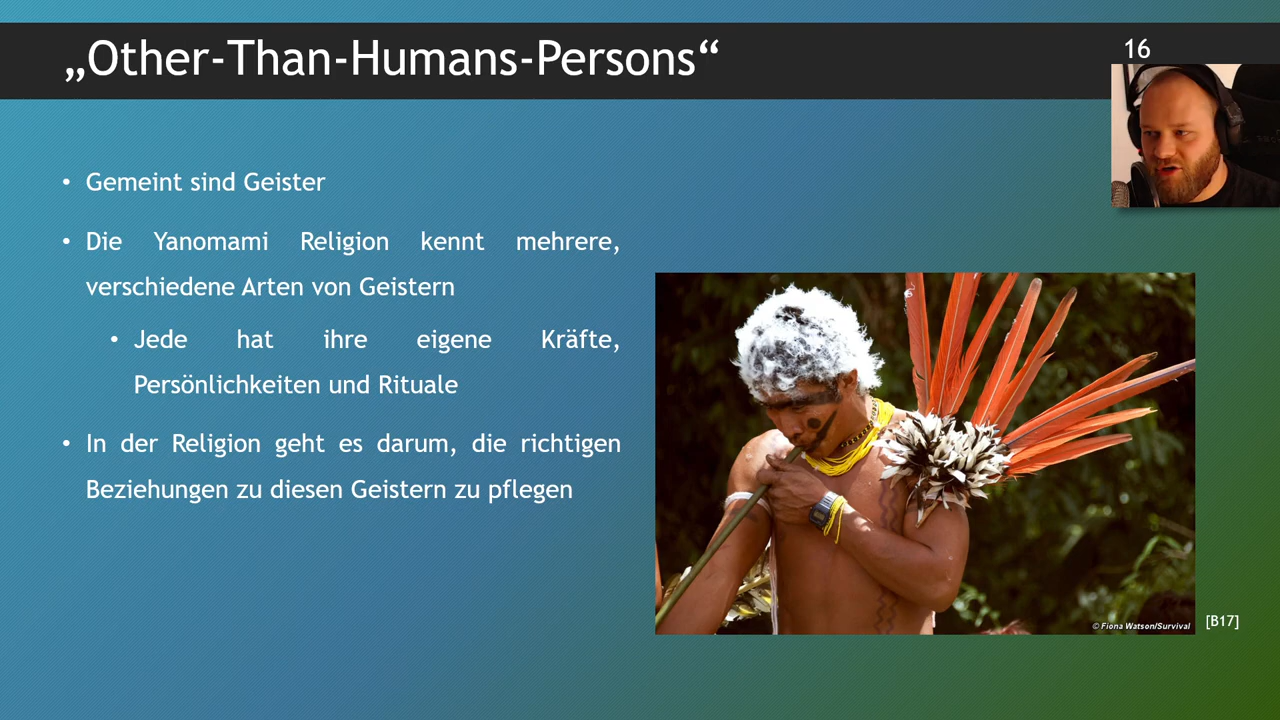 „Other-Than-Humans-Persons“
16
• Gemeint sind Geister
• Die Yanomami Religion kennt mehrere,
verschiedene Arten von Geistern
• Jede hat ihre eigene Kräfte,
Persönlichkeiten und Rituale
• In der Religion geht es darum, die richtigen
Beziehungen zu diesen Geistern zu pflegen
© Fiona Watson/Survival
[B17]